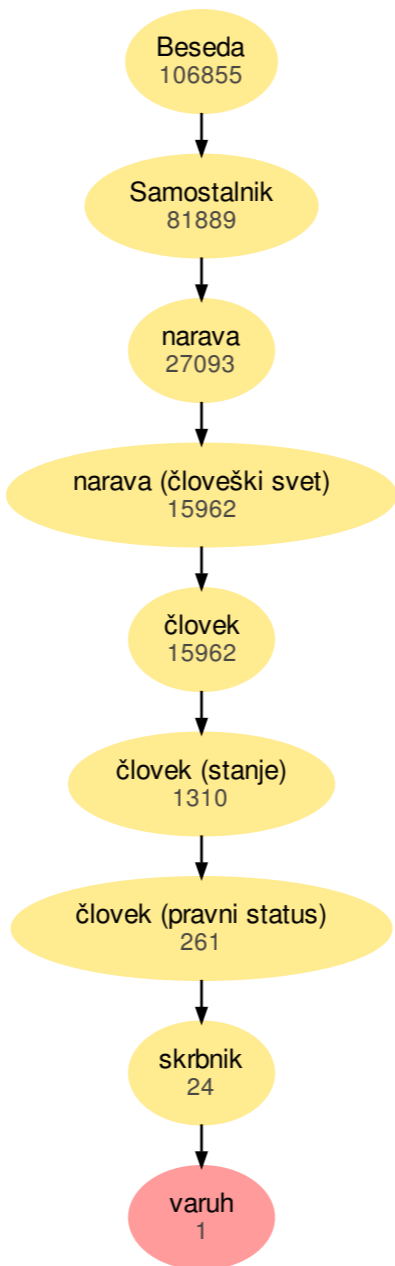 Beseda
106855
Samostalnik
81889
narava
27093
narava (človeški svet)
15962
človek
15962
človek (stanje)
1310
človek (pravni status)
261
skrbnik
24
varuh
1